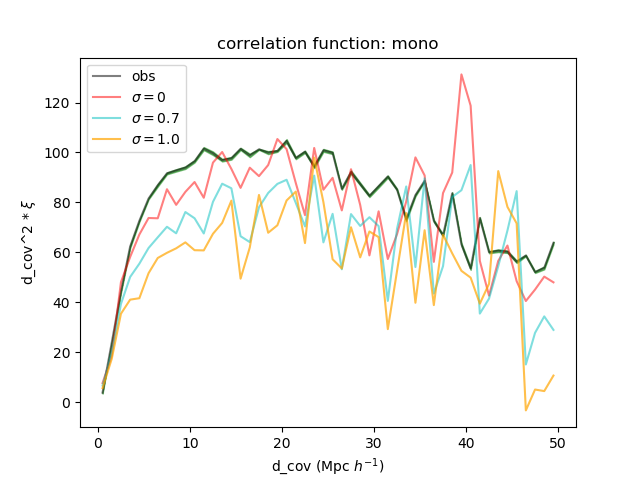 correlation function: mono
obs
σ = 0
σ = 0.7
σ = 1.0
d_cov^2 * ξ
120
100
80
60
40
20
0
0 10 20 30 40 50
d_cov (Mpc h⁻¹)